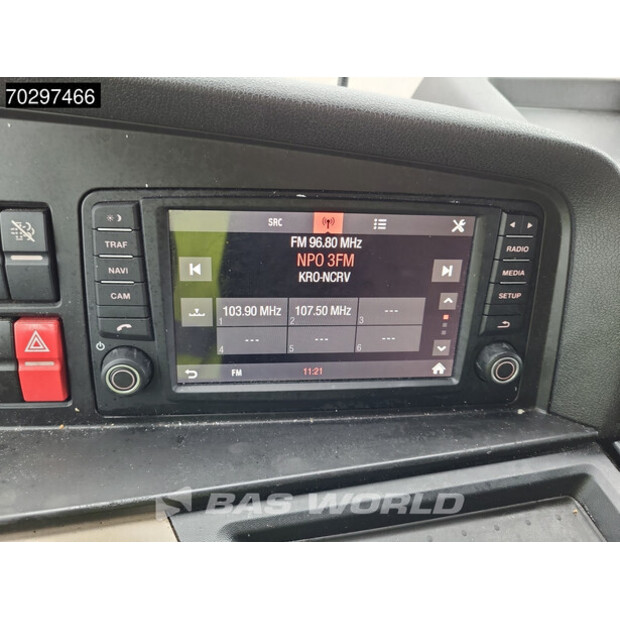 70297466
SRC
FM 96.80 MHz
NPO 3FM
KRO-NCRV
103.90 MHz 107.50 MHz ---
1 2 3
--- --- ---
4 5 6
FM 11:21
TRAF
NAVI
CAM
RADIO
MEDIA
SETUP
BAS WORLD